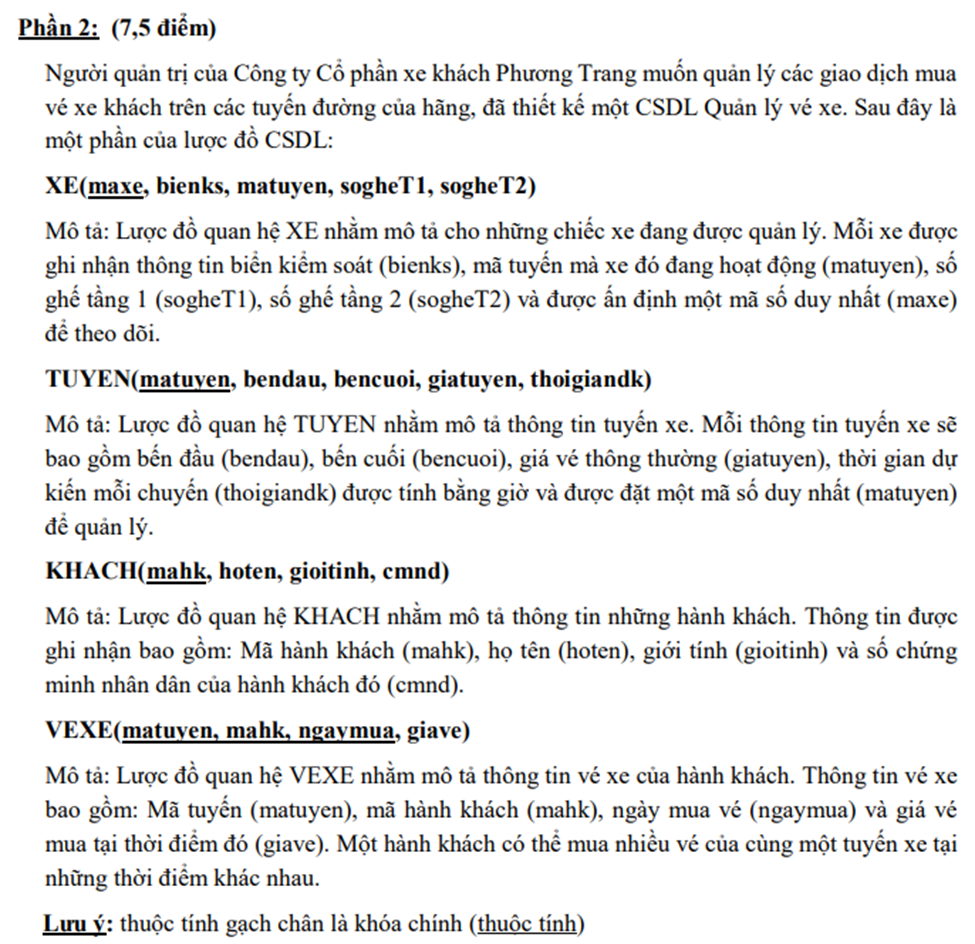 Phần 2: (7,5 điểm)
Người quản trị của Công ty Cổ phần xe khách Phương Trang muốn quản lý các giao dịch mua
vé xe khách trên các tuyến đường của hãng, đã thiết kế một CSDL Quản lý vé xe. Sau đây là
một phần của lược đồ CSDL:
XE(maxe, bienks, matuyen, sogheT1, sogheT2)
Mô tả: Lược đồ quan hệ XE nhằm mô tả cho những chiếc xe đang được quản lý. Mỗi xe được
ghi nhận thông tin biển kiểm soát (bienks), mã tuyến mà xe đó đang hoạt động (matuyen), số
ghế tầng 1 (sogheT1), số ghế tầng 2 (sogheT2) và được ấn định một mã số duy nhất (maxe)
để theo dõi.
TUYEN(matuyen, bendau, bencuoi, giatuyen, thoigiandk)
Mô tả: Lược đồ quan hệ TUYEN nhằm mô tả thông tin tuyến xe. Mỗi thông tin tuyến xe sẽ
bao gồm bến đầu (bendau), bến cuối (bencuoi), giá vé thông thường (giatuyen), thời gian dự
kiến mỗi chuyến (thoigiandk) được tính bằng giờ và được đặt một mã số duy nhất (matuyen)
để quản lý.
KHACH(mahk, hoten, gioitinh, cmnd)
Mô tả: Lược đồ quan hệ KHACH nhằm mô tả thông tin những hành khách. Thông tin được
ghi nhận bao gồm: Mã hành khách (mahk), họ tên (hoten), giới tính (gioitinh) và số chứng
minh nhân dân của hành khách đó (cmnd).
VEXE(matuyen, mahk, ngaymua, giave)
Mô tả: Lược đồ quan hệ VEXE nhằm mô tả thông tin vé xe của hành khách. Thông tin vé xe
bao gồm: Mã tuyến (matuyen), mã hành khách (mahk), ngày mua vé (ngaymua) và giá vé
mua tại thời điểm đó (giave). Một hành khách có thể mua nhiều vé của cùng một tuyến xe tại
những thời điểm khác nhau.
Lưu ý: thuộc tính gạch chân là khóa chính (thuộc tính)